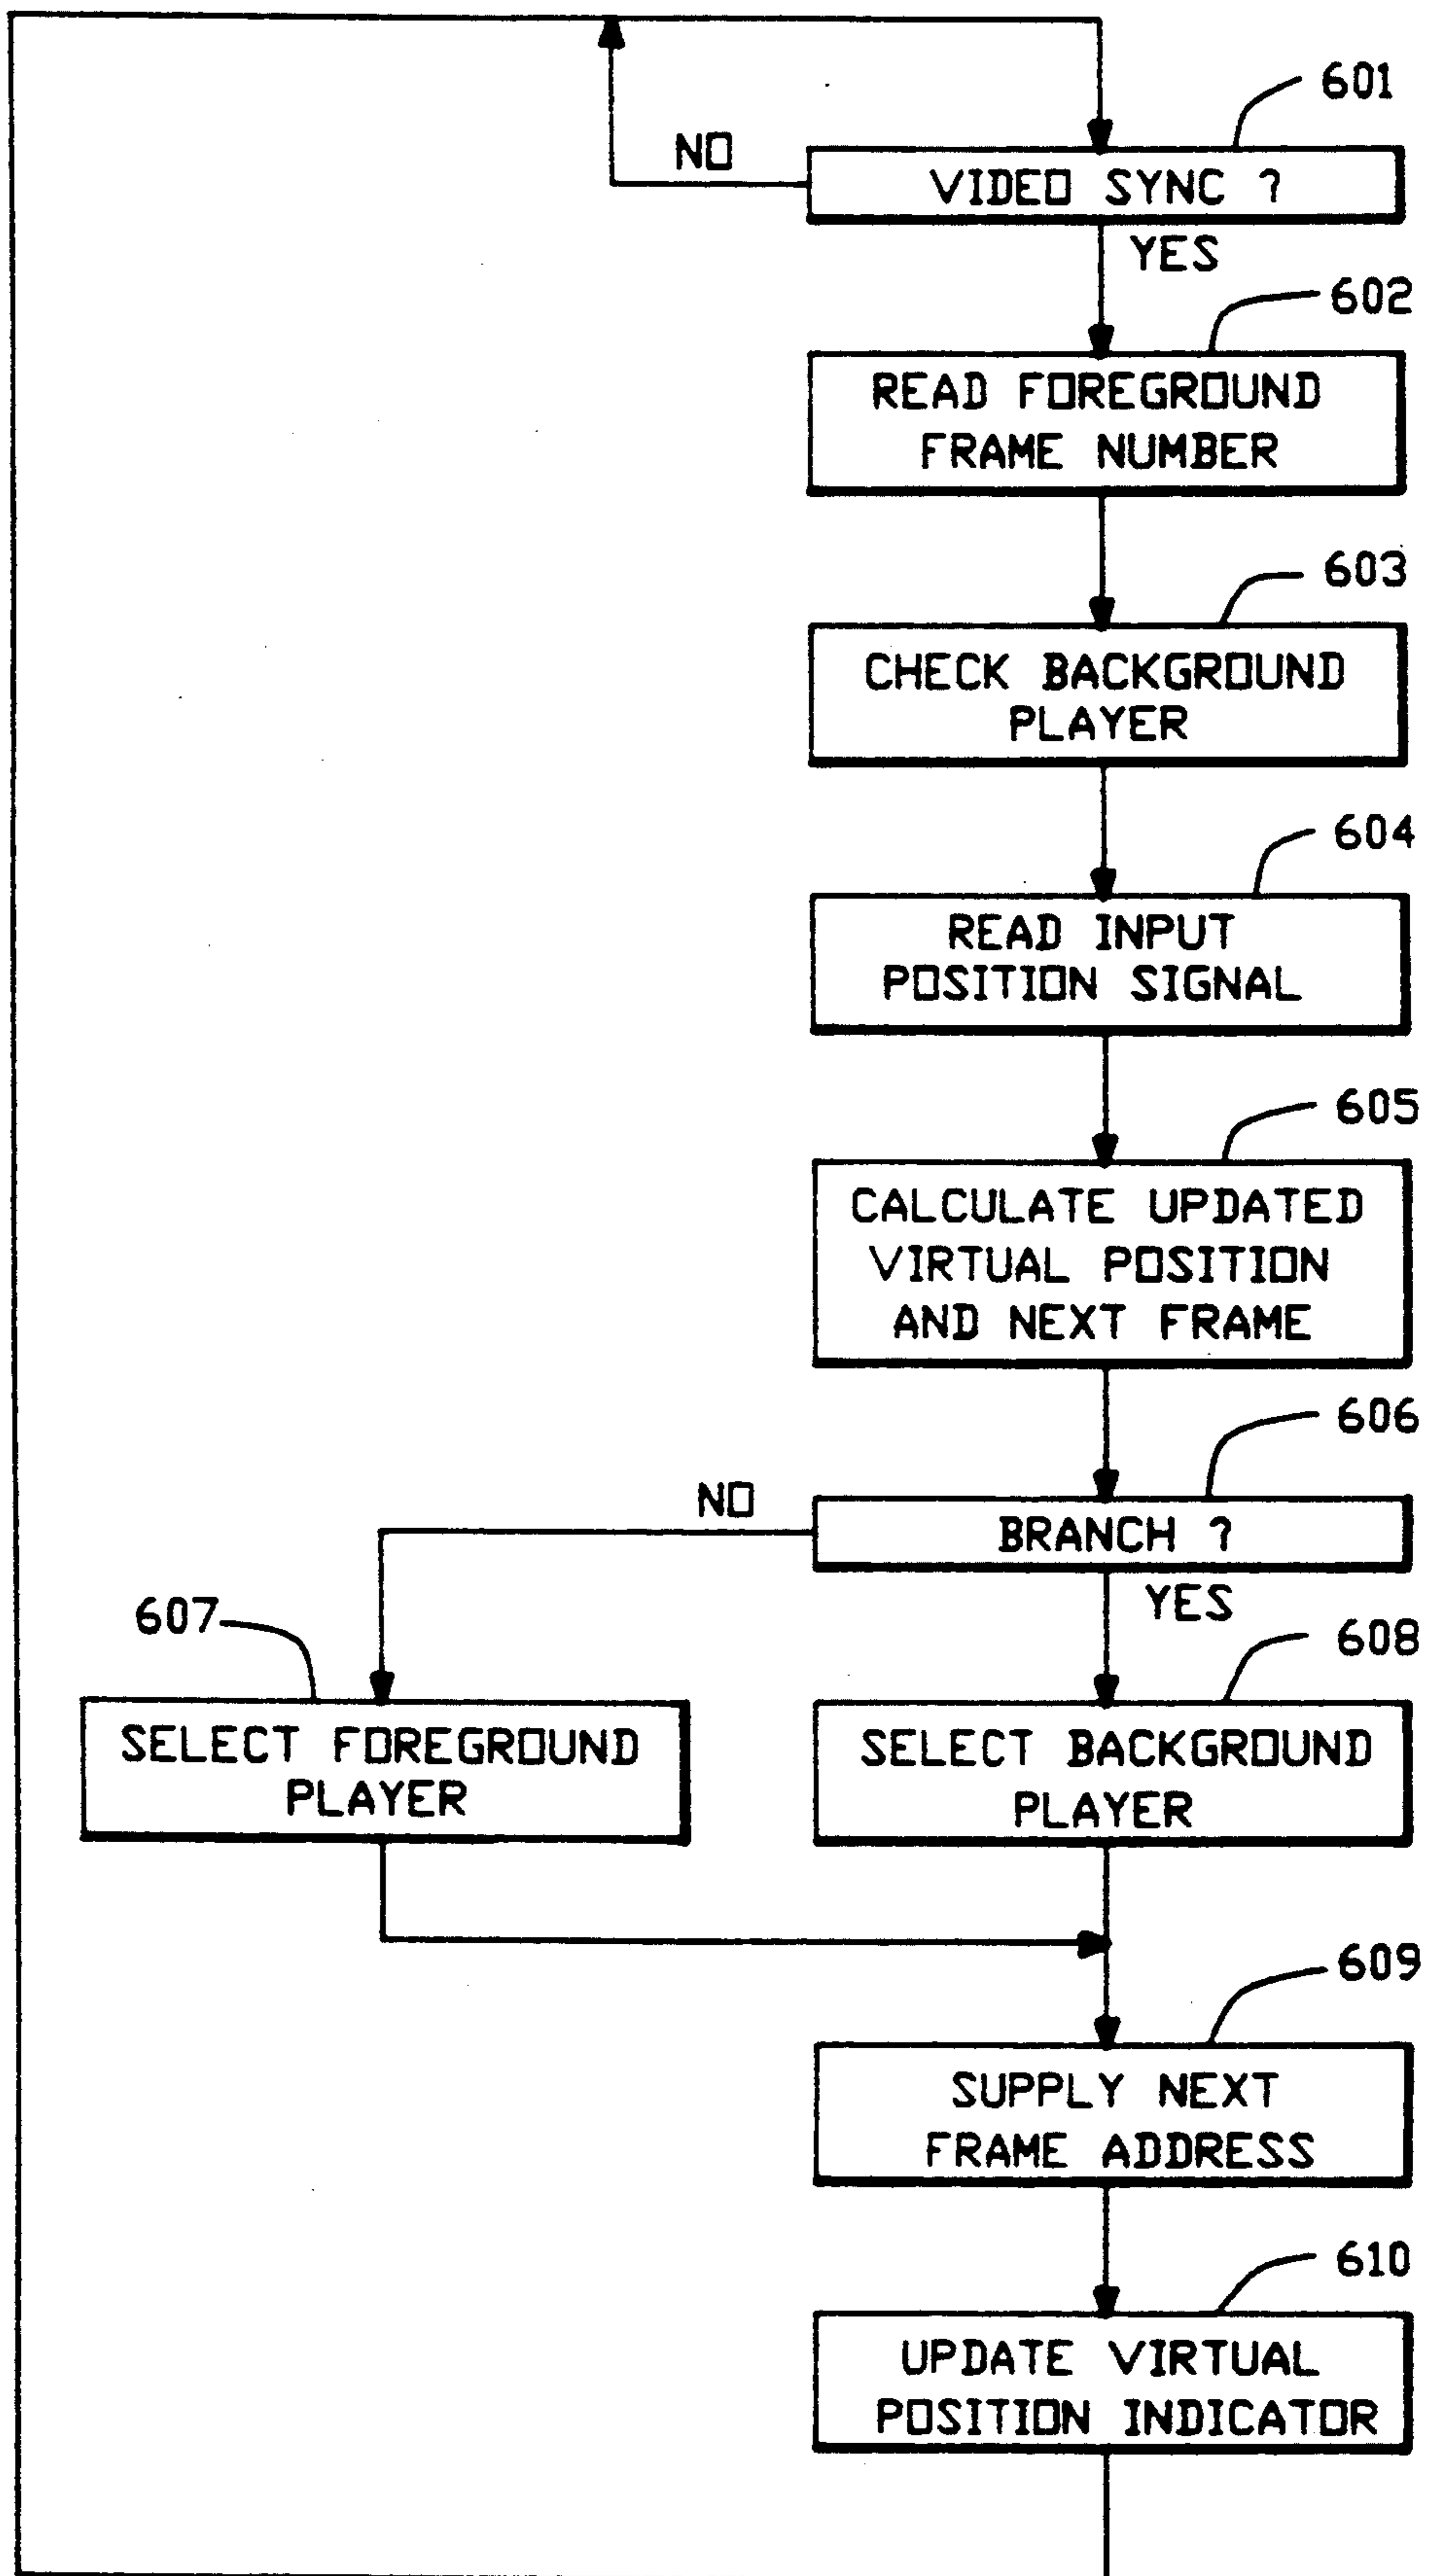 601
NO
VIDEO SYNC ?
YES
602
READ FOREGROUND
FRAME NUMBER
603
CHECK BACKGROUND
PLAYER
604
READ INPUT
POSITION SIGNAL
605
CALCULATE UPDATED
VIRTUAL POSITION
AND NEXT FRAME
606
NO
BRANCH ?
YES
607
608
SELECT FOREGROUND
PLAYER
SELECT BACKGROUND
PLAYER
609
SUPPLY NEXT
FRAME ADDRESS
610
UPDATE VIRTUAL
POSITION INDICATOR